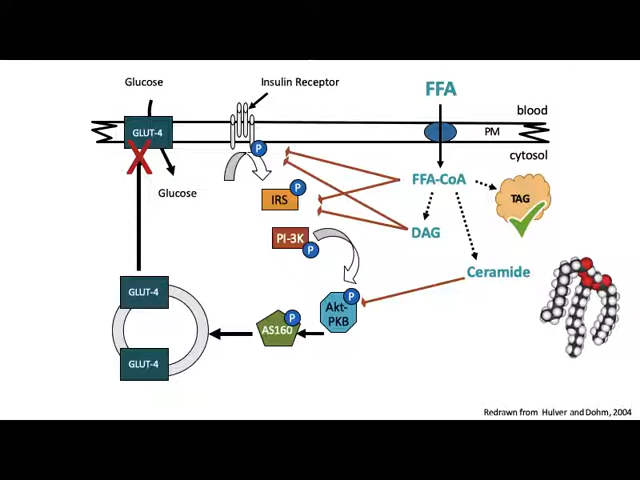 Glucose
Insulin Receptor
FFA
blood
GLUT-4
PM
P
cytosol
FFA-CoA
Glucose
P
IRS
TAG
DAG
PI-3K
P
Ceramide
GLUT-4
P
Akt-
PKB
P
AS160
GLUT-4
Redrawn from Hulver and Dohm, 2004